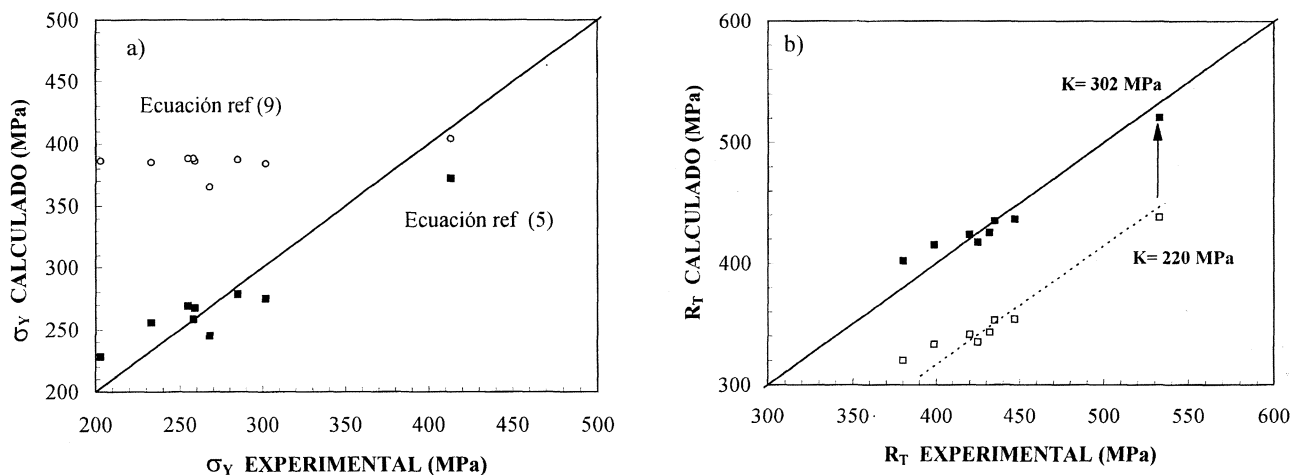 a)
500
450
400
350
300
250
200
σY CALCULADO (MPa)
Ecuación ref (9)
Ecuación ref (5)
200 250 300 350 400 450 500
σY EXPERIMENTAL (MPa)
b)
600
500
400
300
RT CALCULADO (MPa)
K= 302 MPa
K= 220 MPa
300 350 400 450 500 550 600
RT EXPERIMENTAL (MPa)